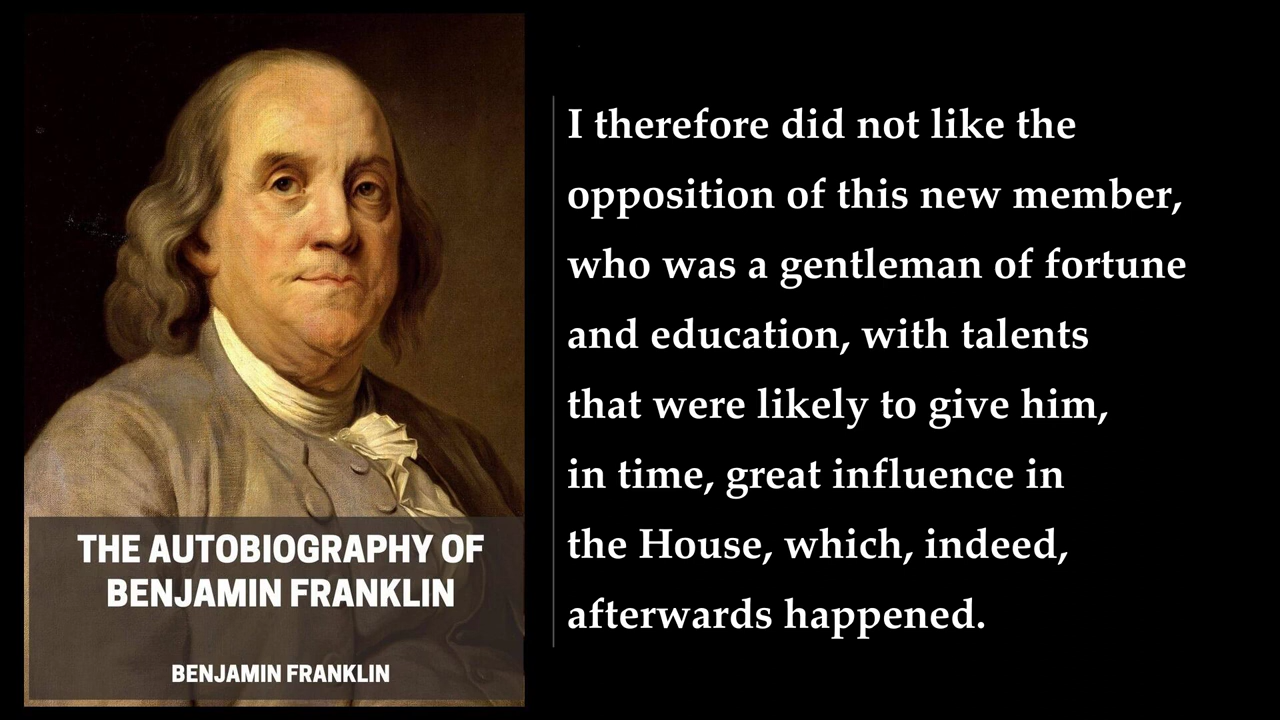 THE AUTOBIOGRAPHY OF
BENJAMIN FRANKLIN
BENJAMIN FRANKLIN
I therefore did not like the
opposition of this new member,
who was a gentleman of fortune
and education, with talents
that were likely to give him,
in time, great influence in
the House, which, indeed,
afterwards happened.